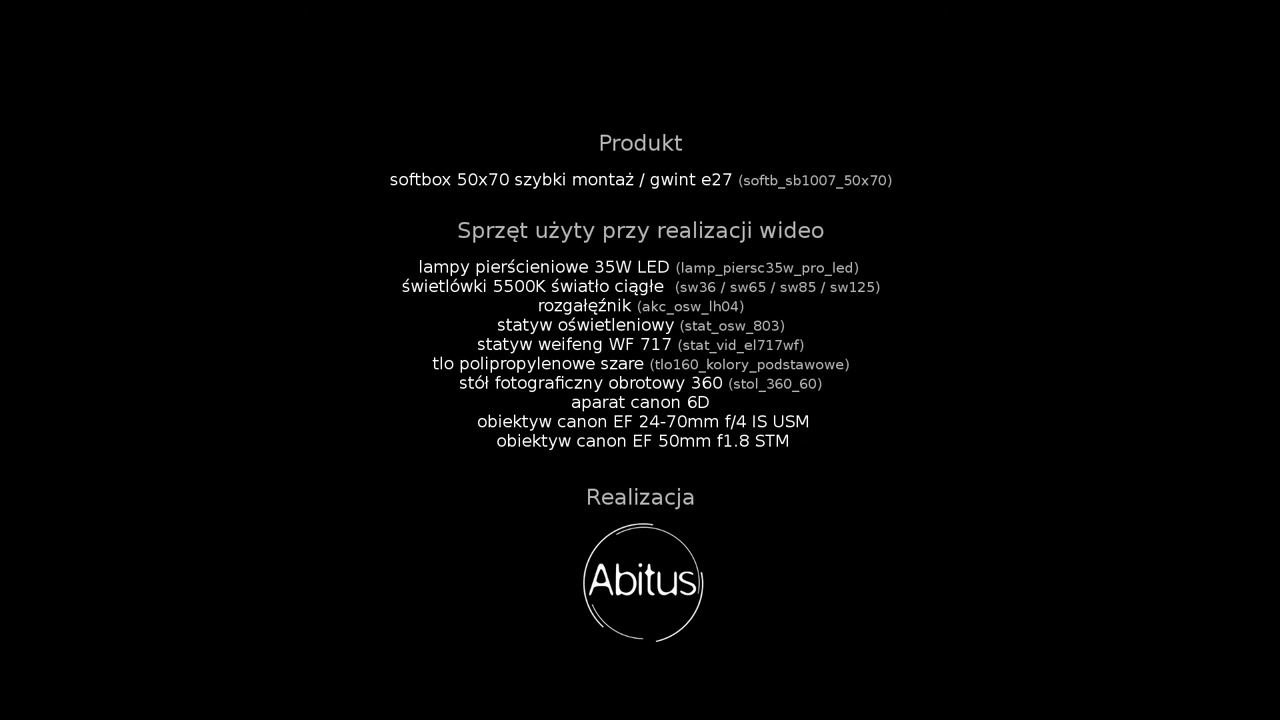 Produkt
softbox 50x70 szybki montaż / gwint e27 (softb_sb1007_50x70)
Sprzęt użyty przy realizacji wideo
lampy pierścieniowe 35W LED (lamp_piersc35w_pro_led)
świetlówki 5500K światło ciągłe (sw36 / sw65 / sw85 / sw125)
rozgałęźnik (akc_osw_lh04)
statyw oświetleniowy (stat_osw_803)
statyw weifeng WF 717 (stat_vid_el717wf)
tlo polipropylenowe szare (tlo160_kolory_podstawowe)
stół fotograficzny obrotowy 360 (stol_360_60)
aparat canon 6D
obiektyw canon EF 24-70mm f/4 IS USM
obiektyw canon EF 50mm f1.8 STM
Realizacja
Abitus